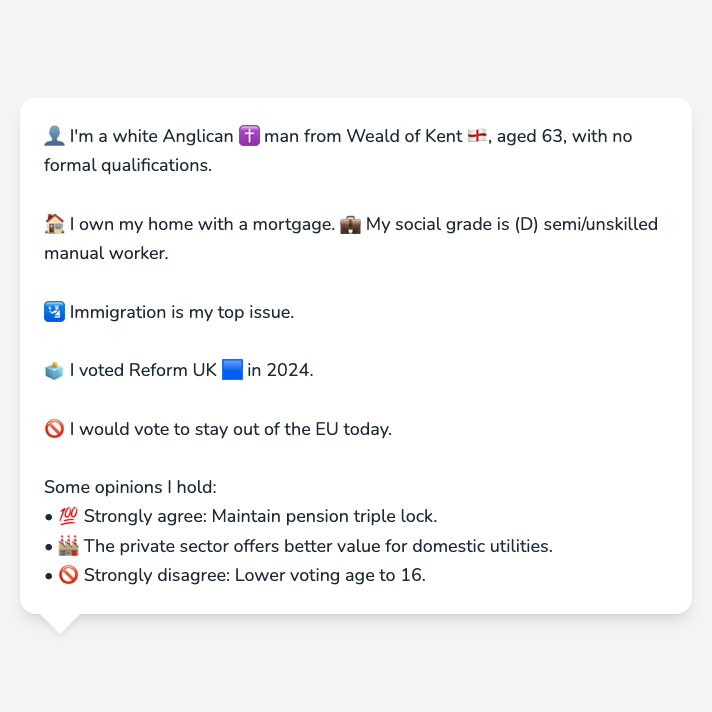 👤 I'm a white Anglican ✝️ man from Weald of Kent 🏴󠁧󠁢󠁥󠁮󠁧󠁿, aged 63, with no
formal qualifications.
🏠 I own my home with a mortgage. 💼 My social grade is (D) semi/unskilled
manual worker.
🛂 Immigration is my top issue.
🗳️ I voted Reform UK 🟦 in 2024.
🚫 I would vote to stay out of the EU today.
Some opinions I hold:
• 💯 Strongly agree: Maintain pension triple lock.
• 🏭 The private sector offers better value for domestic utilities.
• 🚫 Strongly disagree: Lower voting age to 16.